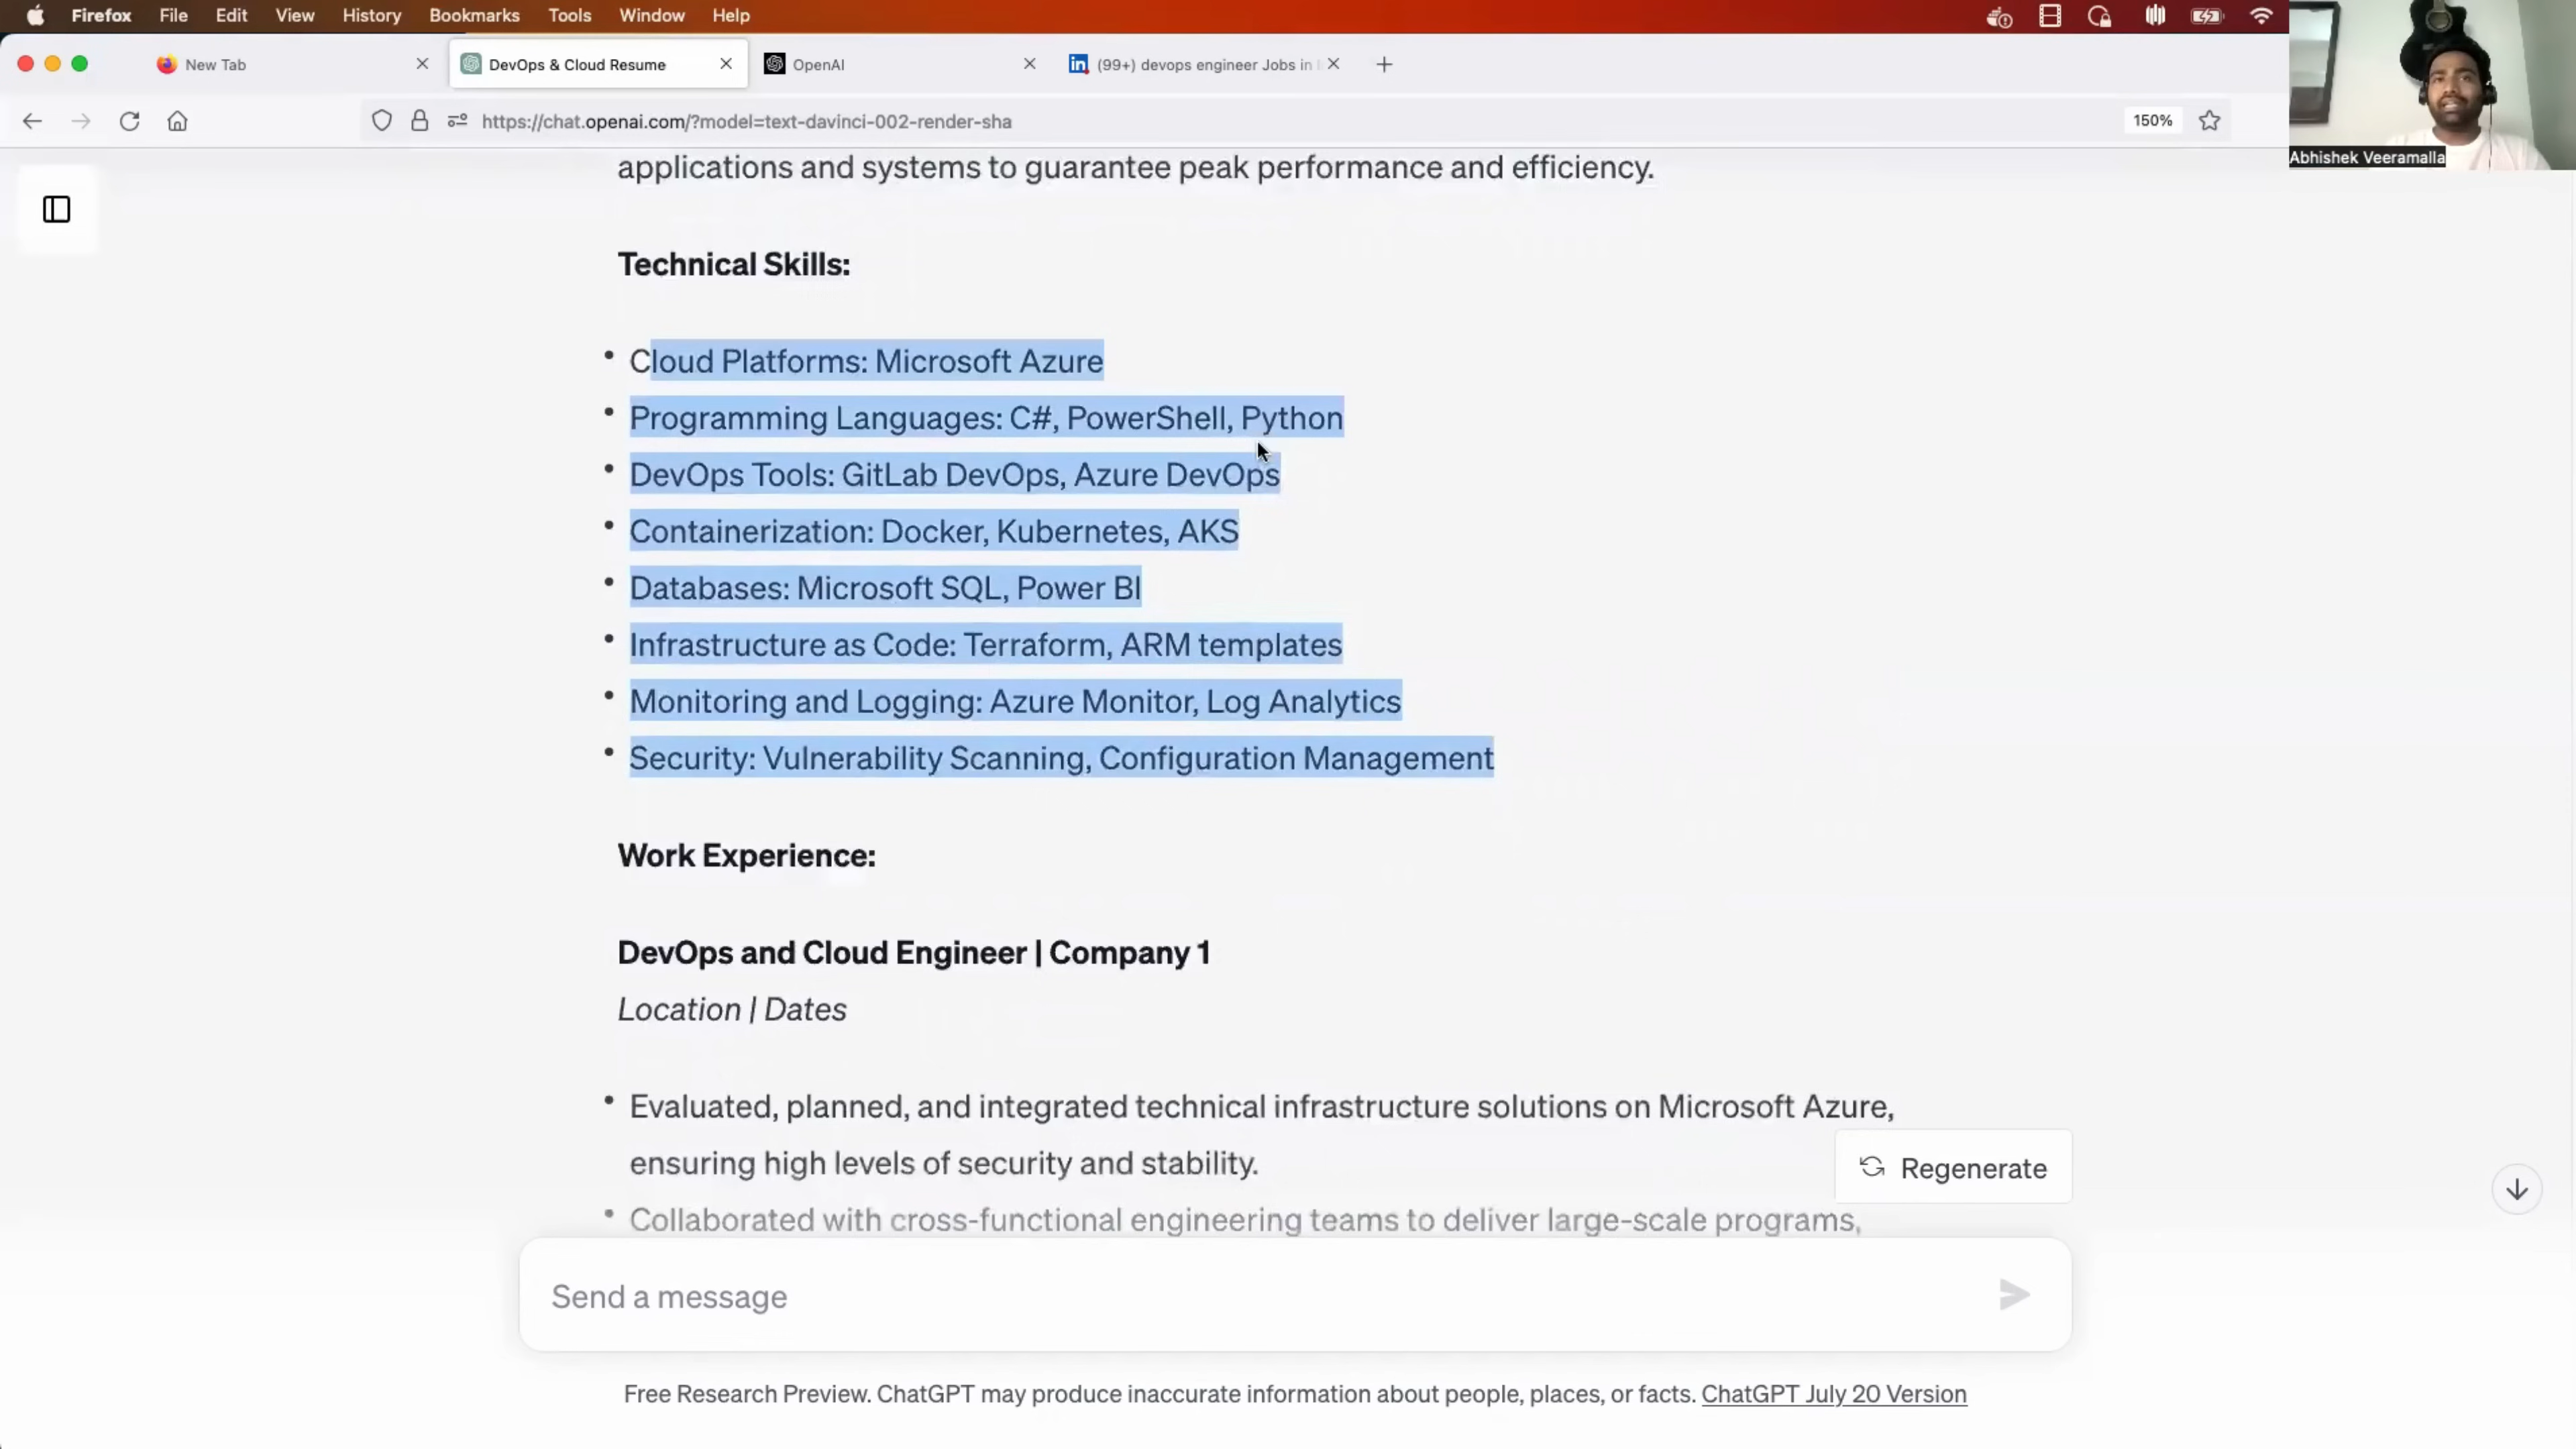 Firefox File Edit View History Bookmarks Tools Window Help
New Tab
DevOps & Cloud Resume
OpenAI
(99+) devops engineer Jobs in
https://chat.openai.com/?model=text-davinci-002-render-sha
150%
Abhishek Veeramalla
applications and systems to guarantee peak performance and efficiency.
Technical Skills:
• Cloud Platforms: Microsoft Azure
• Programming Languages: C#, PowerShell, Python
• DevOps Tools: GitLab DevOps, Azure DevOps
• Containerization: Docker, Kubernetes, AKS
• Databases: Microsoft SQL, Power BI
• Infrastructure as Code: Terraform, ARM templates
• Monitoring and Logging: Azure Monitor, Log Analytics
• Security: Vulnerability Scanning, Configuration Management
Work Experience:
DevOps and Cloud Engineer | Company 1
Location | Dates
• Evaluated, planned, and integrated technical infrastructure solutions on Microsoft Azure,
ensuring high levels of security and stability.
Regenerate
• Collaborated with cross-functional engineering teams to deliver large-scale programs,
Send a message
Free Research Preview. ChatGPT may produce inaccurate information about people, places, or facts. ChatGPT July 20 Version